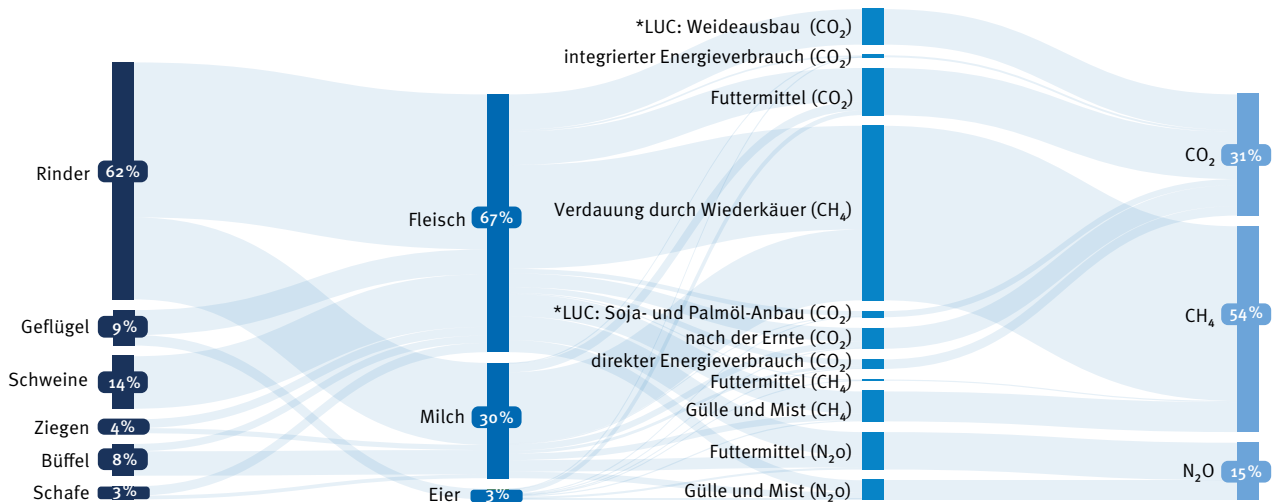 Rinder
62%
Geflügel
9%
Schweine
14%
Ziegen
4%
Büffel
8%
Schafe
3%
Fleisch
67%
Milch
30%
Eier
3%
*LUC: Weideausbau (CO₂)
integrierter Energieverbrauch (CO₂)
Futtermittel (CO₂)
Verdauung durch Wiederkäuer (CH₄)
*LUC: Soja- und Palmöl-Anbau (CO₂)
nach der Ernte (CO₂)
direkter Energieverbrauch (CO₂)
Futtermittel (CH₄)
Gülle und Mist (CH₄)
Futtermittel (N₂o)
Gülle und Mist (N₂o)
CO₂
31%
CH₄
54%
N₂O
15%